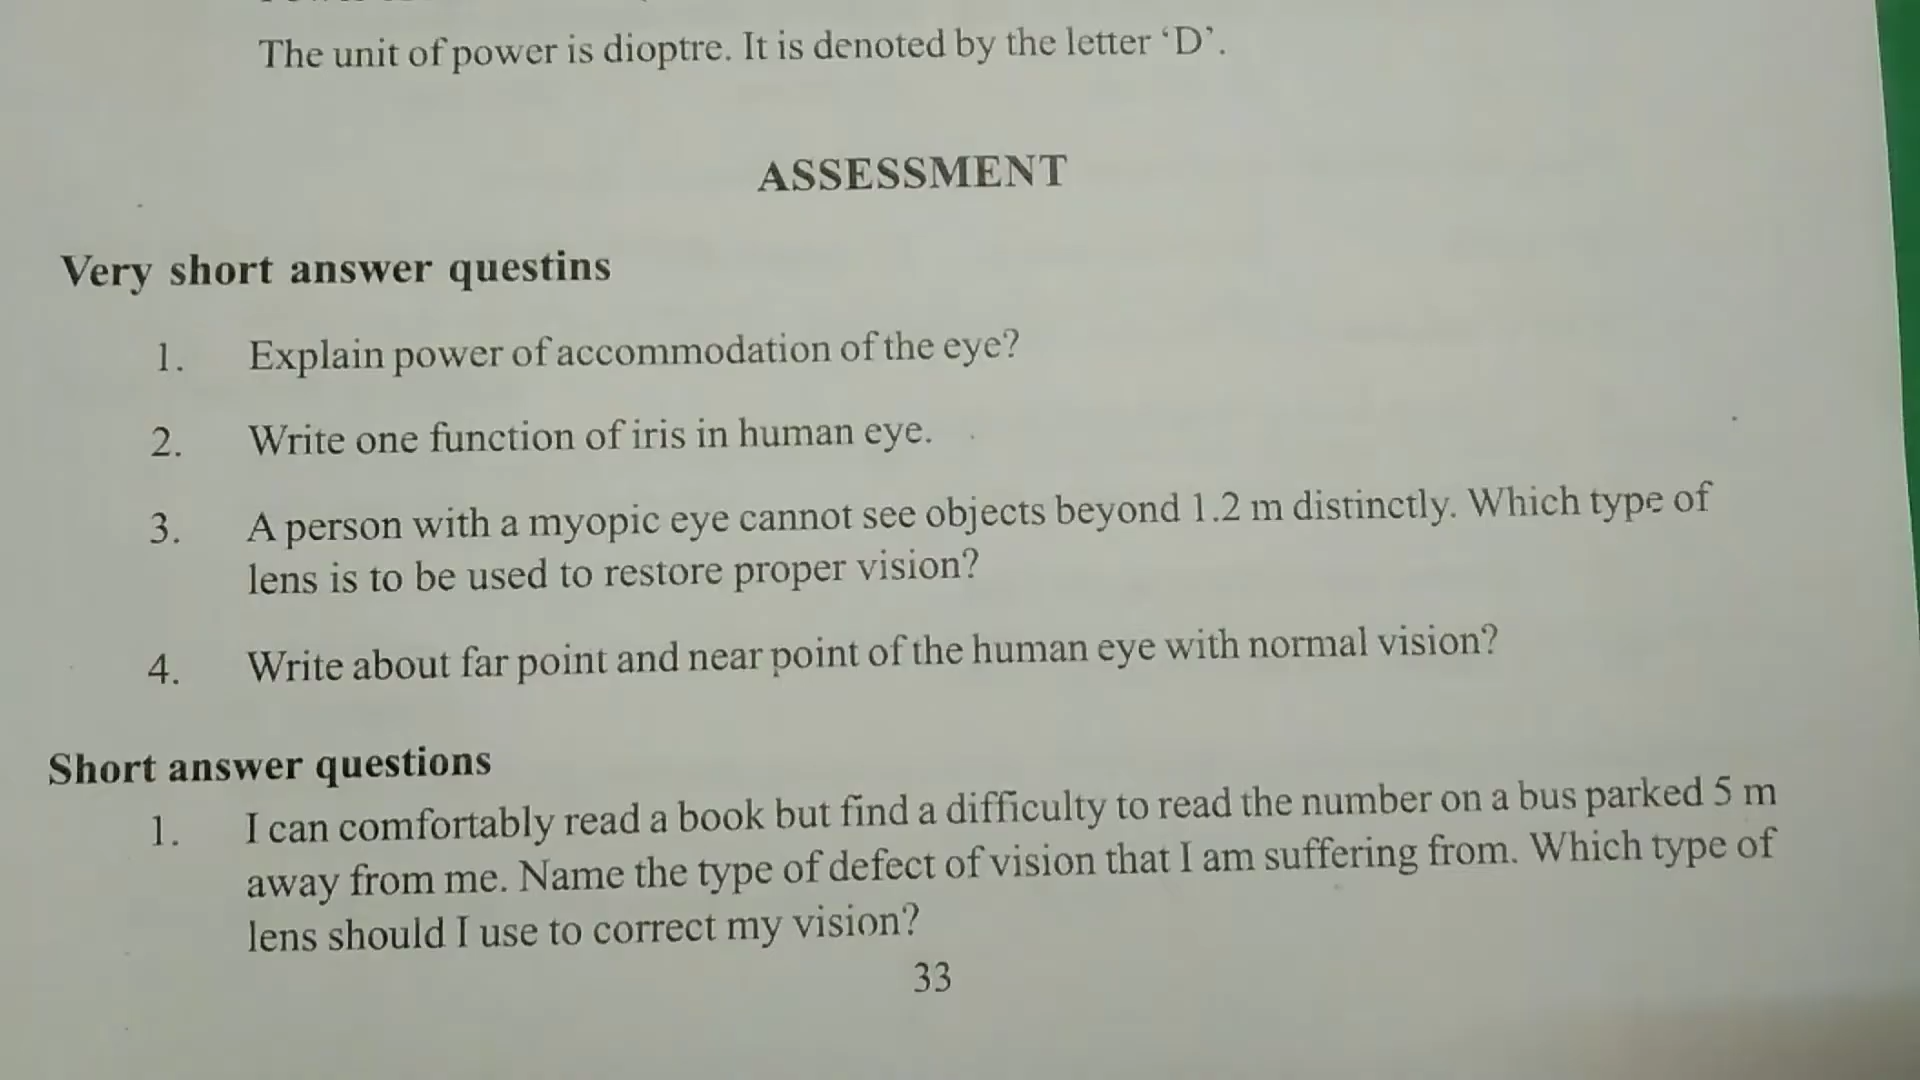 The unit of power is dioptre. It is denoted by the letter ‘D’.
ASSESSMENT
Very short answer questins
1. Explain power of accommodation of the eye?
2. Write one function of iris in human eye.
3. A person with a myopic eye cannot see objects beyond 1.2 m distinctly. Which type of
lens is to be used to restore proper vision?
4. Write about far point and near point of the human eye with normal vision?
Short answer questions
1. I can comfortably read a book but find a difficulty to read the number on a bus parked 5 m
away from me. Name the type of defect of vision that I am suffering from. Which type of
lens should I use to correct my vision?
33